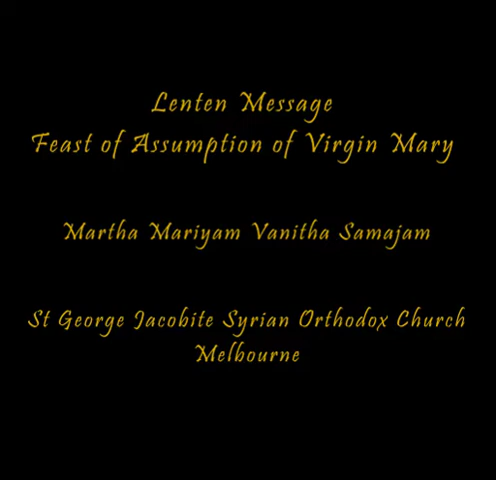 Lenten Message
Feast of Assumption of Virgin Mary
Martha Mariyam Vanitha Samajam
St George Jacobite Syrian Orthodox Church
Melbourne